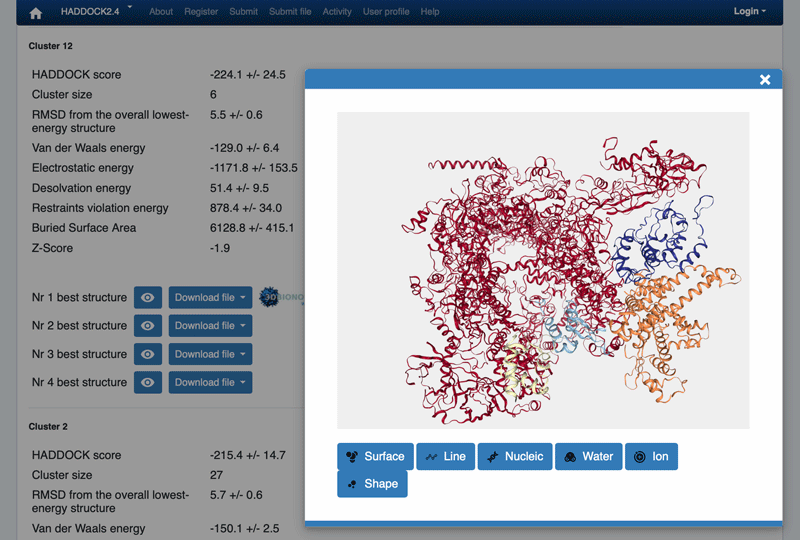 HADDOCK2.4 About Register Submit Submit file Activity User profile Help Login
Cluster 12
HADDOCK score -224.1 +/- 24.5
Cluster size 6
RMSD from the overall lowest- 5.5 +/- 0.6
energy structure
Van der Waals energy -129.0 +/- 6.4
Electrostatic energy -1171.8 +/- 153.5
Desolvation energy 51.4 +/- 9.5
Restraints violation energy 878.4 +/- 34.0
Buried Surface Area 6128.8 +/- 415.1
Z-Score -1.9
Nr 1 best structure Download file
Nr 2 best structure Download file
Nr 3 best structure Download file
Nr 4 best structure Download file
Surface Line Nucleic Water Ion
Shape
Cluster 2
HADDOCK score -215.4 +/- 14.7
Cluster size 27
RMSD from the overall lowest- 5.7 +/- 0.6
energy structure
Van der Waals energy -150.1 +/- 2.5